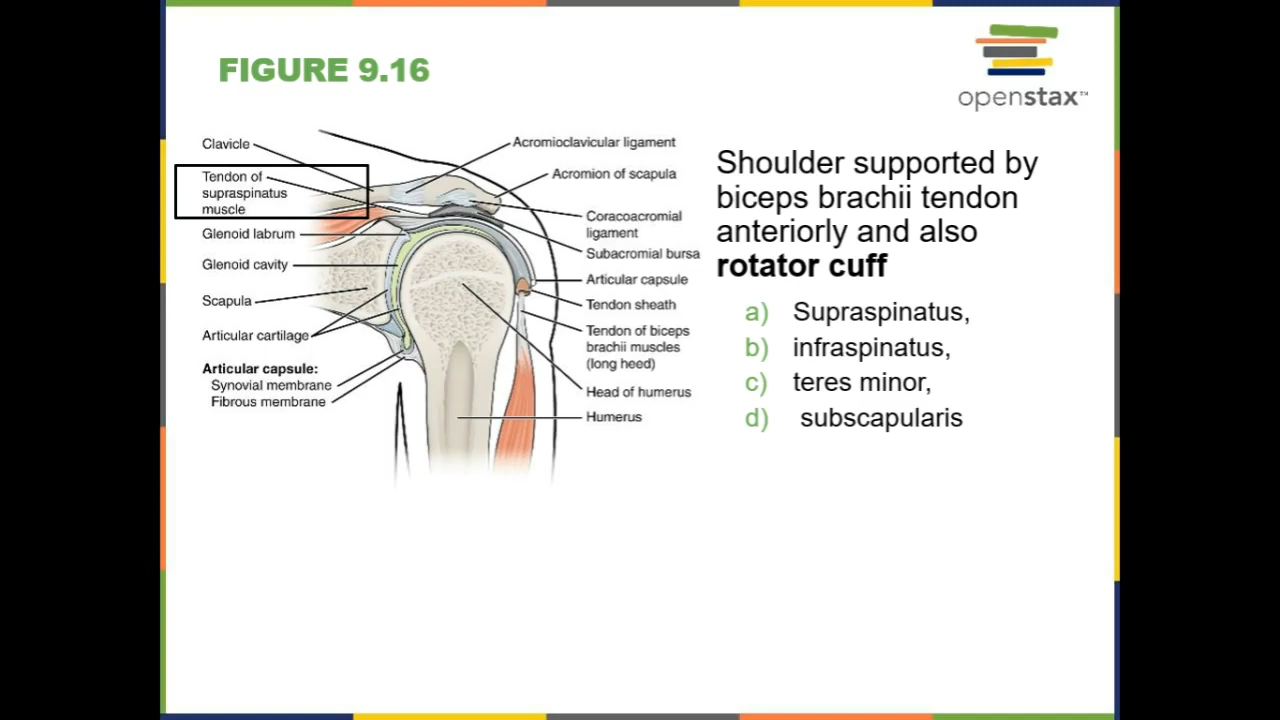 FIGURE 9.16
openstax™
Clavicle
Tendon of
supraspinatus
muscle
Glenoid labrum
Glenoid cavity
Scapula
Articular cartilage
Articular capsule:
Synovial membrane
Fibrous membrane
Acromioclavicular ligament
Acromion of scapula
Coracoacromial
ligament
Subacromial bursa
Articular capsule
Tendon sheath
Tendon of biceps
brachii muscles
(long heed)
Head of humerus
Humerus
Shoulder supported by
biceps brachii tendon
anteriorly and also
rotator cuff
a) Supraspinatus,
b) infraspinatus,
c) teres minor,
d) subscapularis